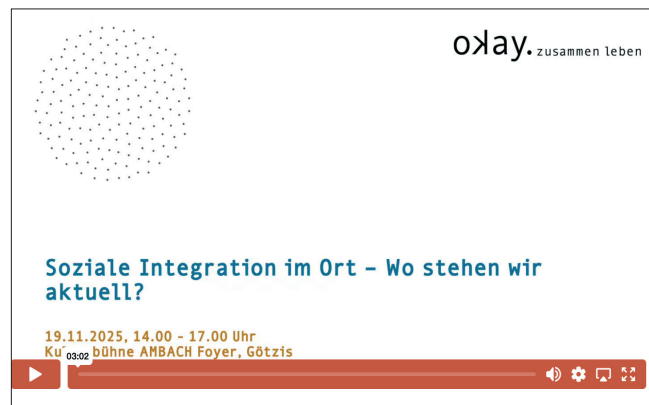 okay. zusammen leben
Soziale Integration im Ort – Wo stehen wir
aktuell?
19.11.2025, 14.00 - 17.00 Uhr
AMBACH Foyer, Götzis
03:02